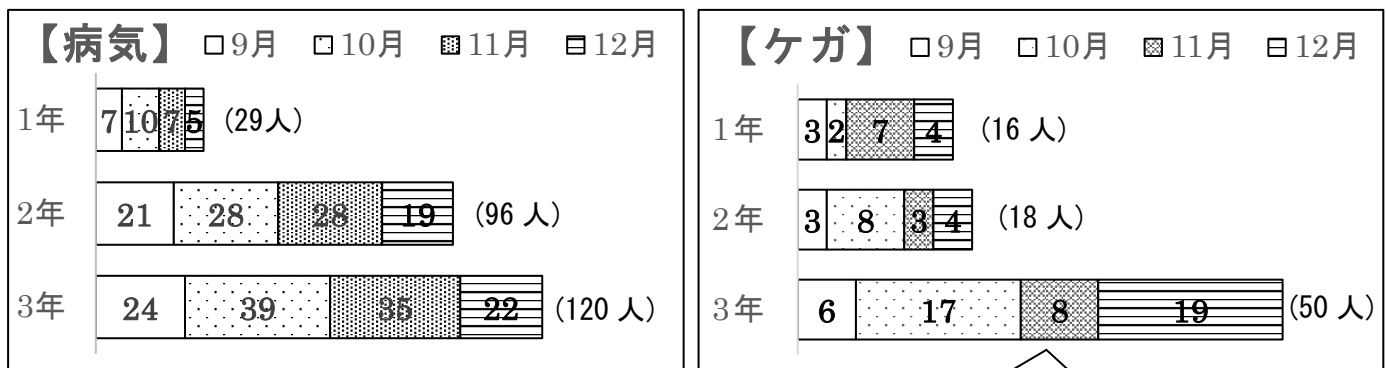 【病気】 □9月 □10月 □11月 □12月
1年 7 10 7 5 (29人)
2年 21 28 28 19 (96 人)
3年 24 39 35 22 (120 人)
【ケガ】 □9月 □10月 □11月 □12月
1年 3 2 7 4 (16 人)
2年 3 8 3 4 (18 人)
3年 6 17 8 19 (50 人)